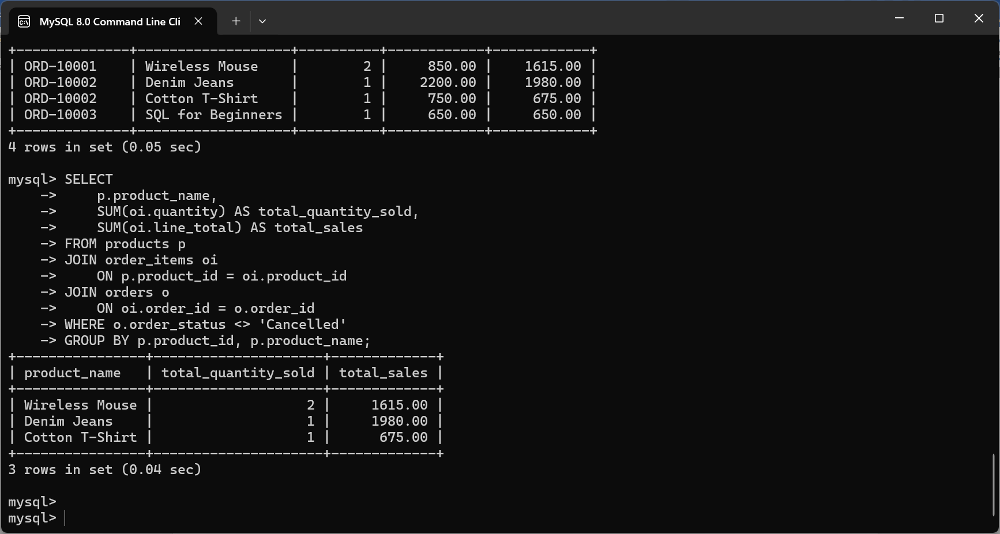 MySQL 8.0 Command Line Cli
+--------------+-------------------+----------+------------+------------+
| ORD-10001    | Wireless Mouse    |        2 |     850.00 |    1615.00 |
| ORD-10002    | Denim Jeans       |        1 |    2200.00 |    1980.00 |
| ORD-10002    | Cotton T-Shirt    |        1 |     750.00 |     675.00 |
| ORD-10003    | SQL for Beginners |        1 |     650.00 |     650.00 |
+--------------+-------------------+----------+------------+------------+
4 rows in set (0.05 sec)
mysql> SELECT
    ->     p.product_name,
    ->     SUM(oi.quantity) AS total_quantity_sold,
    ->     SUM(oi.line_total) AS total_sales
    -> FROM products p
    -> JOIN order_items oi
    ->     ON p.product_id = oi.product_id
    -> JOIN orders o
    ->     ON oi.order_id = o.order_id
    -> WHERE o.order_status <> 'Cancelled'
    -> GROUP BY p.product_id, p.product_name;
+----------------+---------------------+-------------+
| product_name   | total_quantity_sold | total_sales |
+----------------+---------------------+-------------+
| Wireless Mouse |                   2 |     1615.00 |
| Denim Jeans    |                   1 |     1980.00 |
| Cotton T-Shirt |                   1 |      675.00 |
+----------------+---------------------+-------------+
3 rows in set (0.04 sec)
mysql>
mysql>